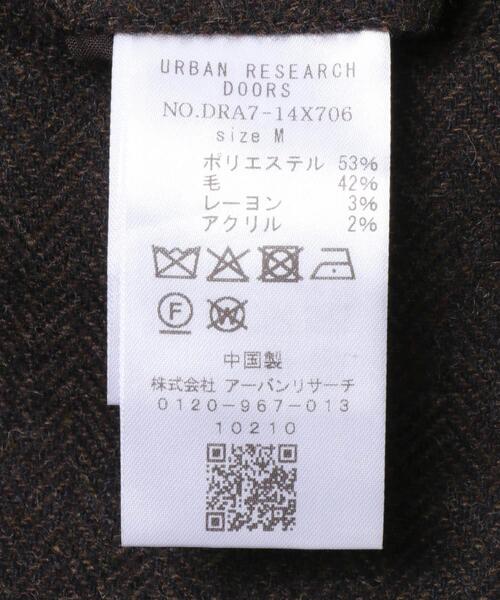 URBAN RESEARCH
DOORS
NO.DRA7-14X706
size M
ポリエステル 53%
毛 42%
レーヨン 3%
アクリル 2%
F
W
中国製
株式会社 アーバンリサーチ
0120-967-013
10210